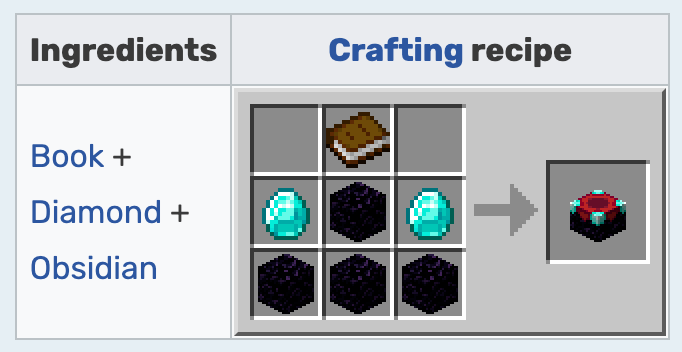 Ingredients
Crafting recipe
Book +
Diamond +
Obsidian